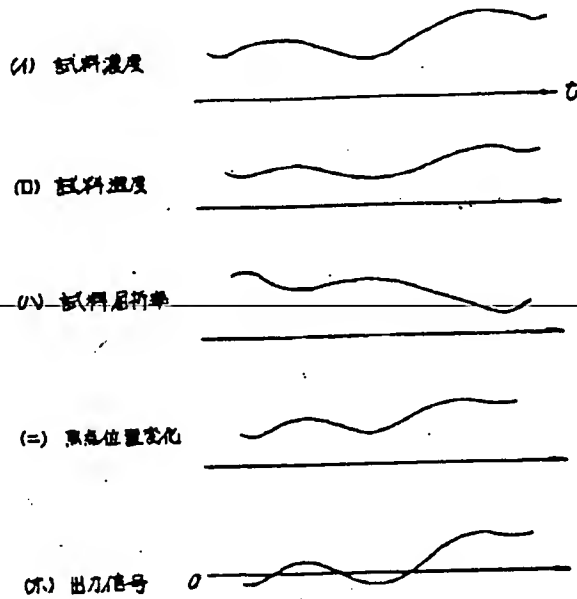 (イ) 試料濃度
t
(ロ) 試料温度
(ハ) 試料屈折率
(ニ) 焦点位置変化
(ホ) 出力信号 0